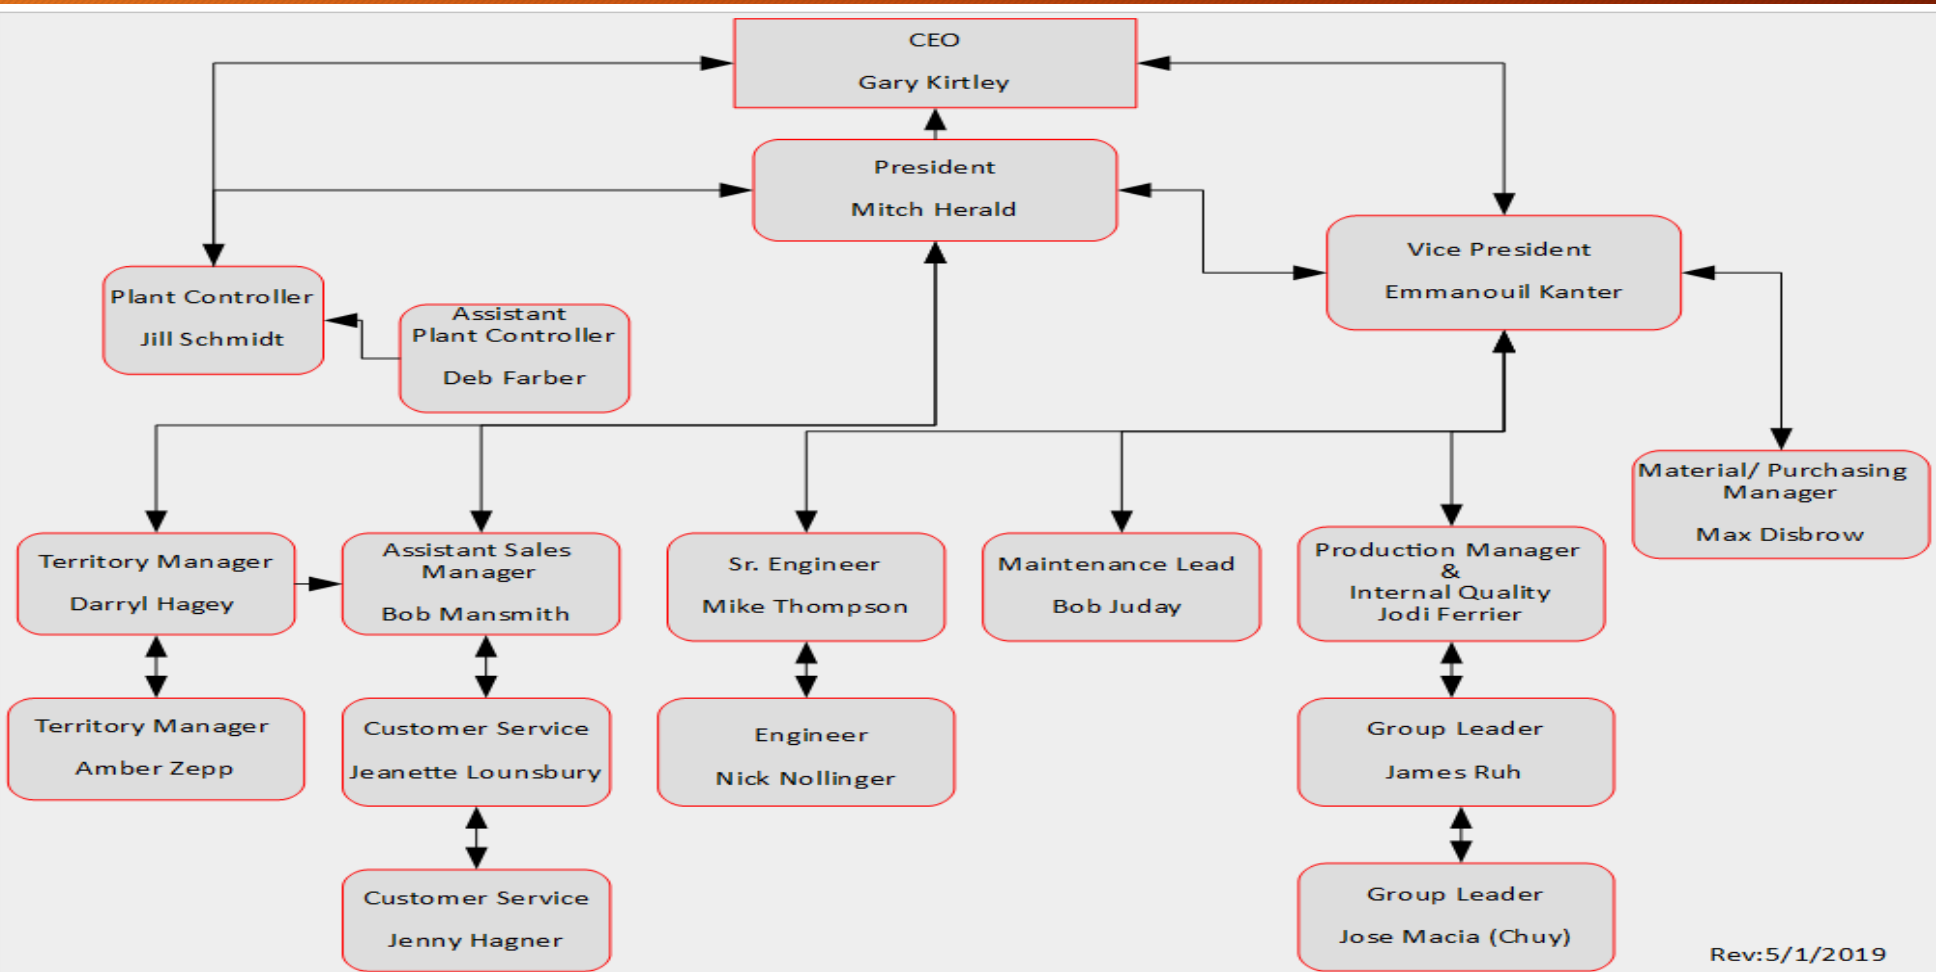 CEO
Gary Kirtley
President
Mitch Herald
Vice President
Emmanouil Kanter
Plant Controller
Jill Schmidt
Assistant
Plant Controller
Deb Farber
Material/ Purchasing
Manager
Max Disbrow
Territory Manager
Darryl Hagey
Assistant Sales
Manager
Bob Mansmith
Sr. Engineer
Mike Thompson
Maintenance Lead
Bob Juday
Production Manager
&
Internal Quality
Jodi Ferrier
Territory Manager
Amber Zepp
Customer Service
Jeanette Lounsbury
Engineer
Nick Nollinger
Group Leader
James Ruh
Customer Service
Jenny Hagner
Group Leader
Jose Macia (Chuy)
Rev:5/1/2019